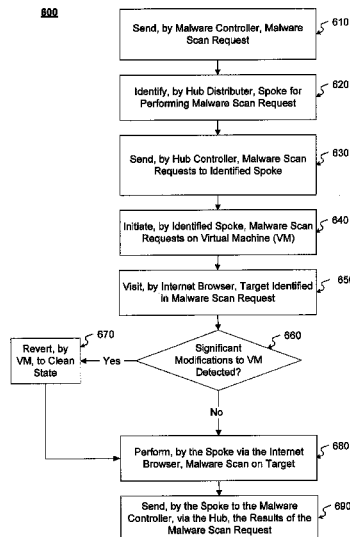 600
Send, by Malware Controller, Malware
Scan Request
610
Identify, by Hub Distributer, Spoke for
Performing Malware Scan Request
620
Send, by Hub Controller, Malware Scan
Requests to Identified Spoke
630
Initiate, by Identified Spoke, Malware Scan
Requests on Virtual Machine (VM)
640
Visit, by Internet Browser, Target Identified
in Malware Scan Request
650
670
Revert, by
VM, to Clean
State
Yes
660
Significant
Modifications to VM
Detected?
No
Perform, by the Spoke via the Internet
Browser, Malware Scan on Target
680
Send, by the Spoke to the Malware
Controller, via the Hub, the Results of the
Malware Scan Request
690